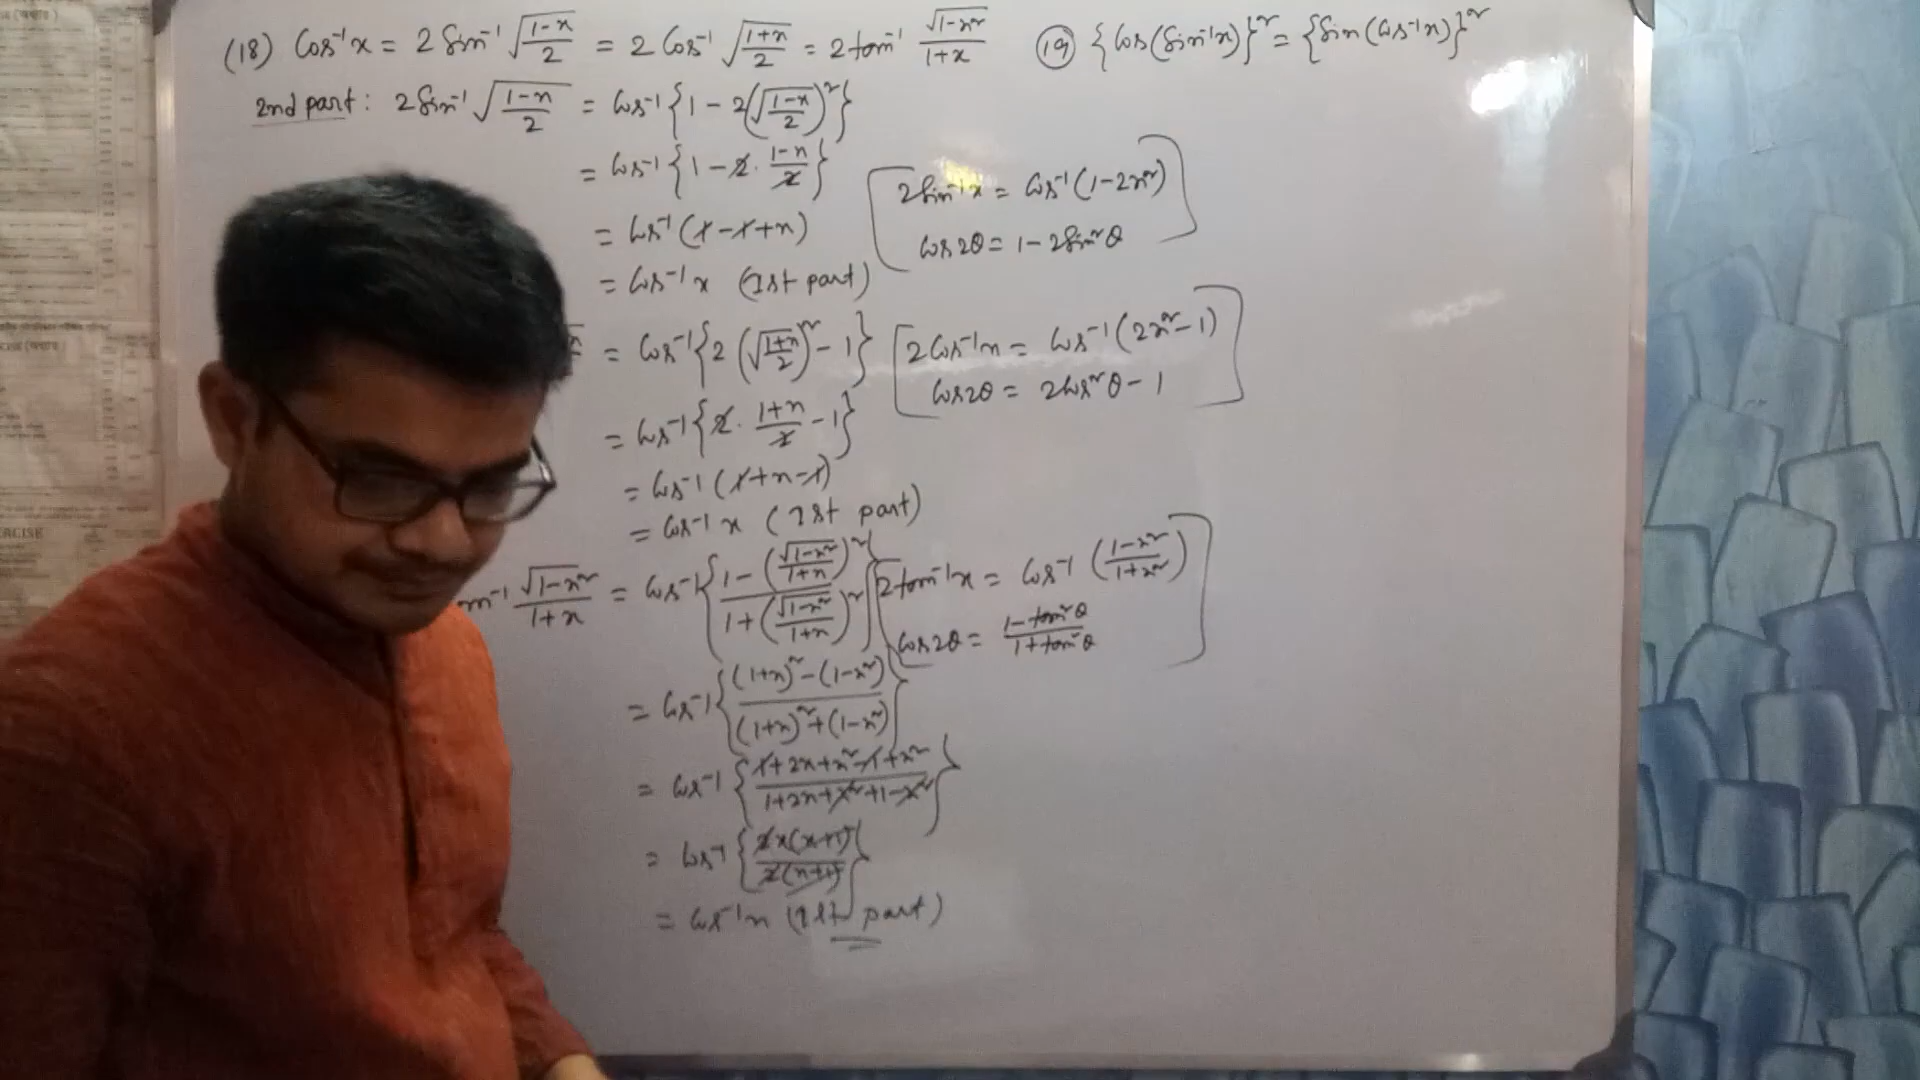 (18) Cos⁻¹x = 2 Sin⁻¹ √((1-x)/2) = 2 Cos⁻¹ √((1+x)/2) = 2 tan⁻¹ √(1-x²)/(1+x)
(19) {Cos(Sin⁻¹x)}² = {Sin(Cos⁻¹x)}²
2nd part: 2 Sin⁻¹ √((1-x)/2) = Cos⁻¹ {1 - 2(√((1-x)/2))²}
= Cos⁻¹ {1 - 2 · (1-x)/2}
= Cos⁻¹ (1-1+x)
= Cos⁻¹ x (1st part)
[2Sin⁻¹x = Cos⁻¹(1-2x²)
Cos2θ = 1 - 2Sin²θ]
= Cos⁻¹ {2 (√((1+x)/2))² - 1}
[2Cos⁻¹x = Cos⁻¹(2x²-1)
Cos2θ = 2Cos²θ - 1]
= Cos⁻¹ {2 · (1+x)/2 - 1}
= Cos⁻¹ (1+x-1)
= Cos⁻¹ x (1st part)
√(1-x²)/(1+x) = Cos⁻¹ {(1 - (√(1-x²)/(1+x))²)/(1 + (√(1-x²)/(1+x))²)}
[2tan⁻¹x = Cos⁻¹ ((1-x²)/(1+x²))
Cos2θ = (1-tan²θ)/(1+tan²θ)]
= Cos⁻¹ {((1+x)² - (1-x²))/((1+x)² + (1-x²))}
= Cos⁻¹ {(1+2x+x²-1+x²)/(1+2x+x²+1-x²)}
= Cos⁻¹ {2x(x+1)/2(x+1)}
= Cos⁻¹x (1st part)